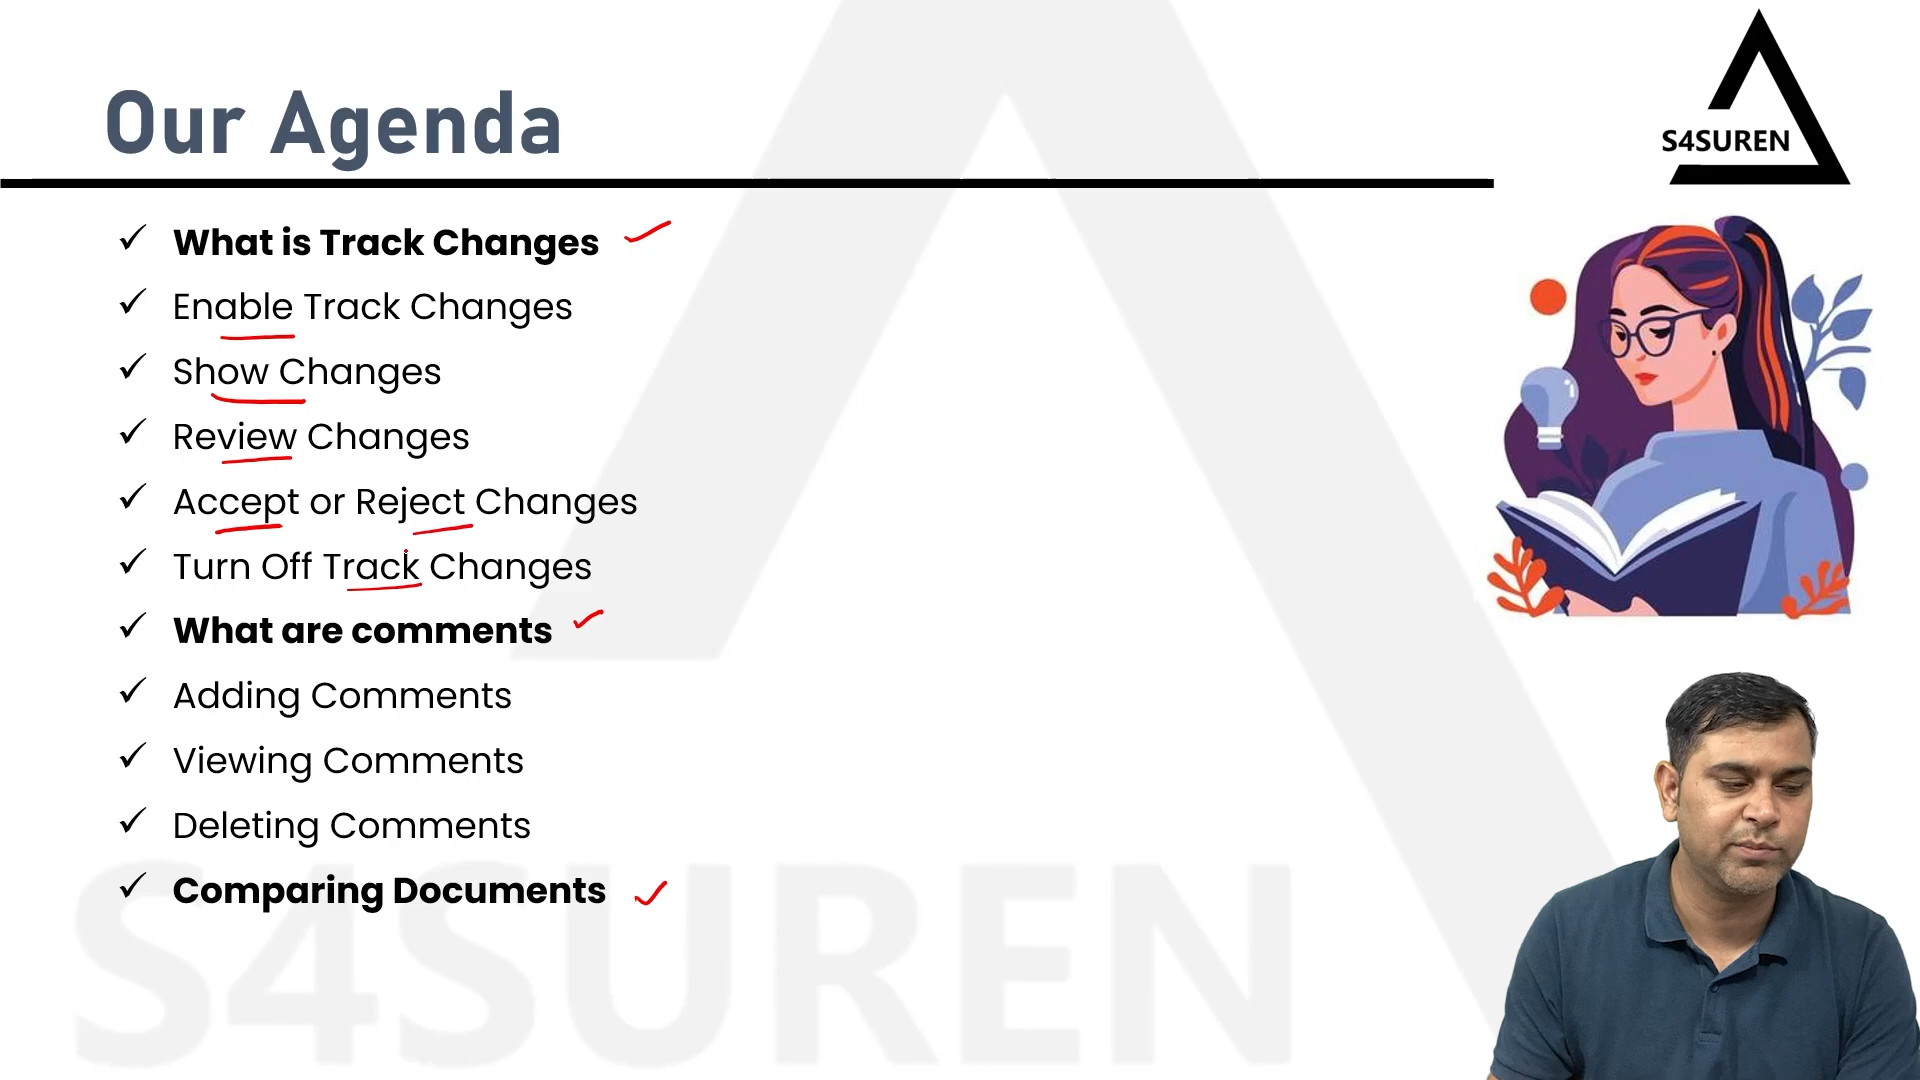 Our Agenda
S4SUREN
✓ What is Track Changes
✓ Enable Track Changes
✓ Show Changes
✓ Review Changes
✓ Accept or Reject Changes
✓ Turn Off Track Changes
✓ What are comments
✓ Adding Comments
✓ Viewing Comments
✓ Deleting Comments
✓ Comparing Documents
S4SUREN